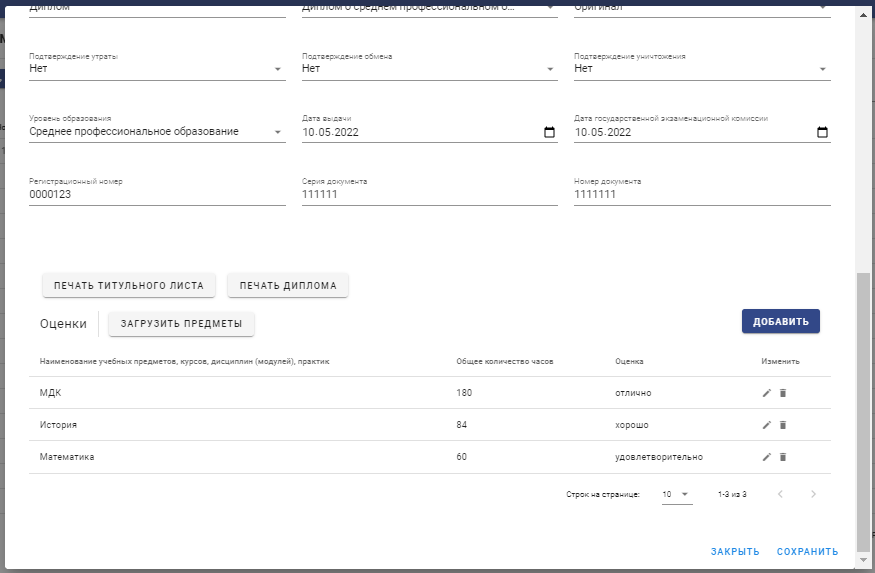 Диплом
Диплом о среднем профессиональном о...
Оригинал
Подтверждение утраты
Подтверждение обмена
Подтверждение уничтожения
Нет
Нет
Нет
Уровень образования
Дата выдачи
Дата государственной экзаменационной комиссии
Среднее профессиональное образование
10.05.2022
10.05.2022
Регистрационный номер
Серия документа
Номер документа
0000123
111111
1111111
ПЕЧАТЬ ТИТУЛЬНОГО ЛИСТА
ПЕЧАТЬ ДИПЛОМА
Оценки
ЗАГРУЗИТЬ ПРЕДМЕТЫ
ДОБАВИТЬ
Наименование учебных предметов, курсов, дисциплин (модулей), практик
Общее количество часов
Оценка
Изменить
МДК
180
отлично
История
84
хорошо
Математика
60
удовлетворительно
Строк на странице:
10
1-3 из 3
ЗАКРЫТЬ
СОХРАНИТЬ